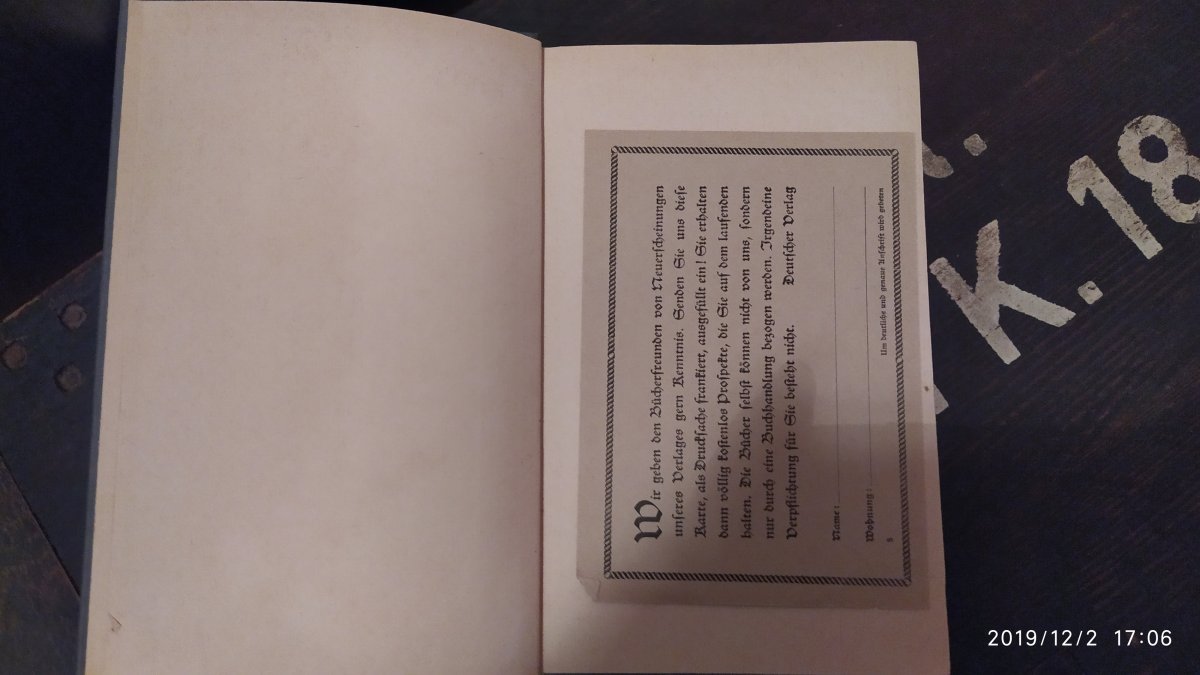 Wir geben den Bücherfreunden von Neuerscheinungen
unseres Verlages gern Kenntnis. Senden Sie uns diese
Karte, als Drucksache frankiert, ausgefüllt ein! Sie erhalten
dann völlig kostenlos Prospekte, die Sie auf dem laufenden
halten. Die Bücher selbst können nicht von uns, sondern
nur durch eine Buchhandlung bezogen werden. Irgendeine
Verpflichtung für Sie besteht nicht. Deutscher Verlag
Name:
Wohnung:
Um deutliche und genaue Anschrift wird gebeten
K.18
2019/12/2 17:06